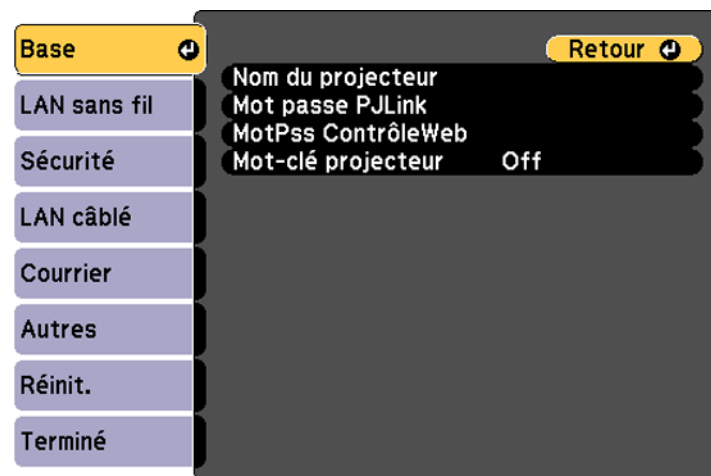 Base
LAN sans fil
Sécurité
LAN câblé
Courrier
Autres
Réinit.
Terminé
Retour
Nom du projecteur
Mot passe PJLink
MotPss ContrôleWeb
Mot-clé projecteur Off